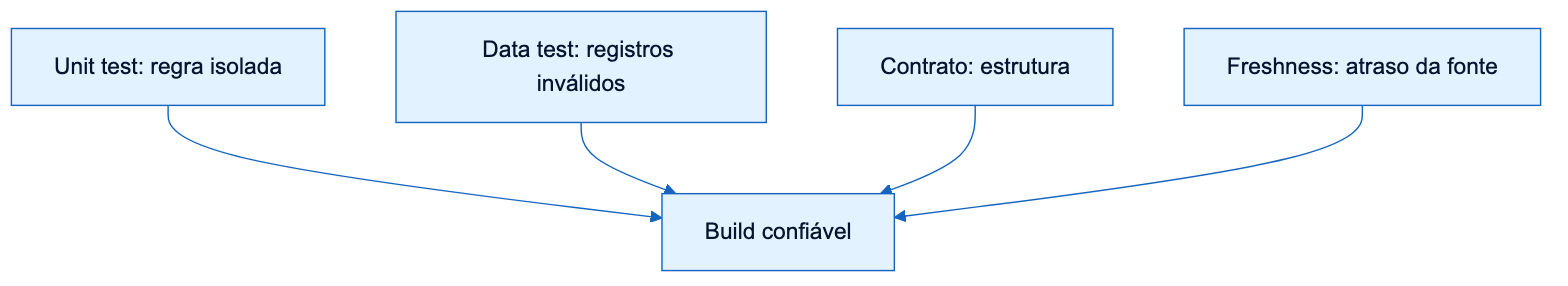 Unit test: regra isolada
Data test: registros
inválidos
Contrato: estrutura
Freshness: atraso da fonte
Build confiável